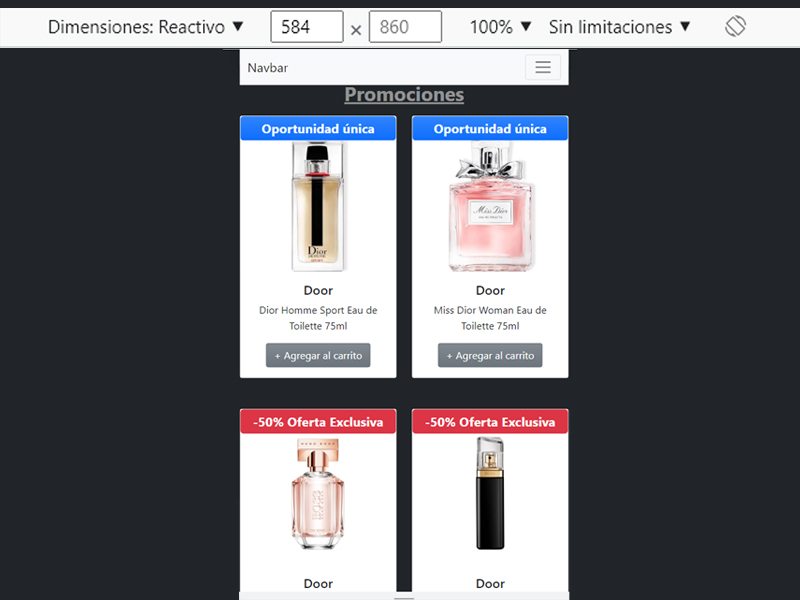 Dimensiones: Reactivo ▼ 584 × 860 100% ▼ Sin limitaciones ▼
Navbar
Promociones
Oportunidad única
Oportunidad única
Dior
Miss Dior
Door
Door
Dior Homme Sport Eau de
Toilette 75ml
Miss Dior Woman Eau de
Toilette 75ml
+ Agregar al carrito
+ Agregar al carrito
-50% Oferta Exclusiva
-50% Oferta Exclusiva
Door
Door